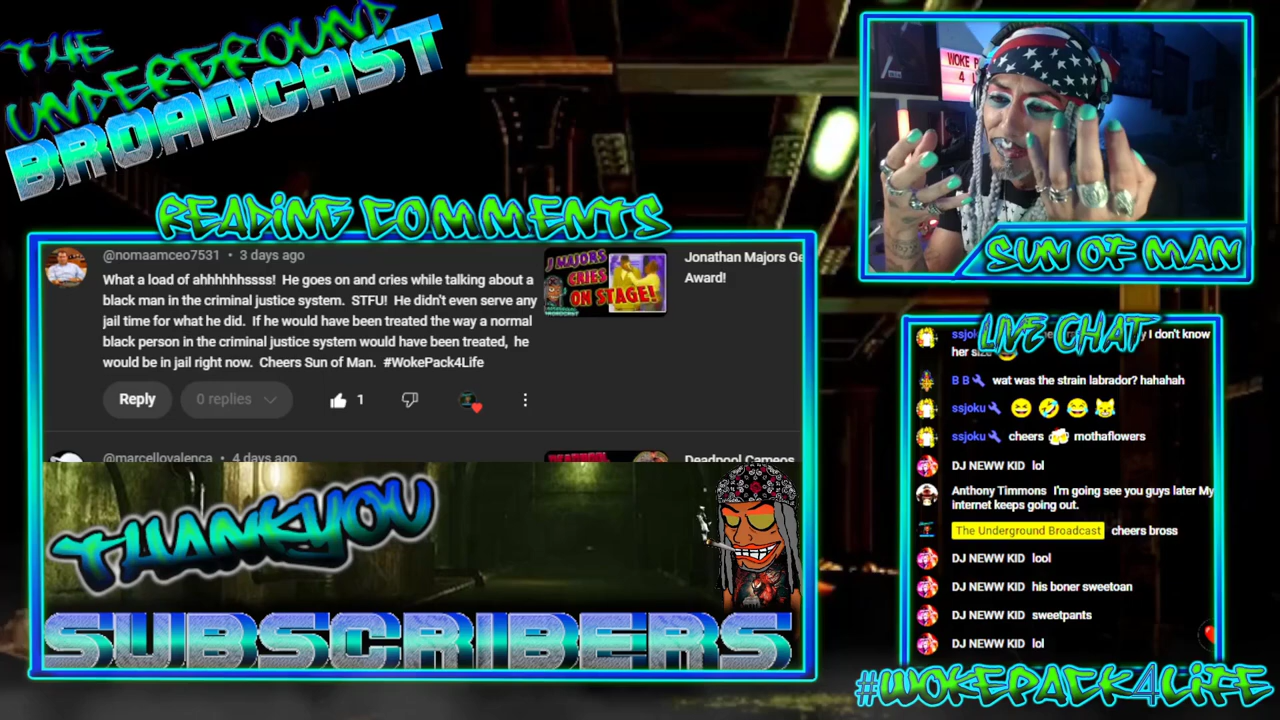 THE
UNDERGROUND
BROADCAST
READING COMMENTS
@nomaamceo7531 • 3 days ago
What a load of ahhhhhhssss! He goes on and cries while talking about a
black man in the criminal justice system. STFU! He didn't even serve any
jail time for what he did. If he would have been treated the way a normal
black person in the criminal justice system would have been treated, he
would be in jail right now. Cheers Sun of Man. #WokePack4Life
Reply 0 replies 1
J MAJORS
CRIES
ON STAGE!
Jonathan Majors Ge
Award!
@marcellovalenca • 4 days ago
Deadpool Cameos
THANKYOU
SUBSCRIBERS
WOKE P
4 L
SUN OF MAN
LIVE CHAT
y I don't know
her size
B B wat was the strain labrador? hahahah
ssjoku 😆 🤣 😂 😹
ssjoku cheers 🍻 mothaflowers
DJ NEWW KID lol
Anthony Timmons I'm going see you guys later My
internet keeps going out.
The Underground Broadcast cheers bross
DJ NEWW KID lool
DJ NEWW KID his boner sweetoan
DJ NEWW KID sweetpants
DJ NEWW KID lol
#WOKEPACK4LIFE